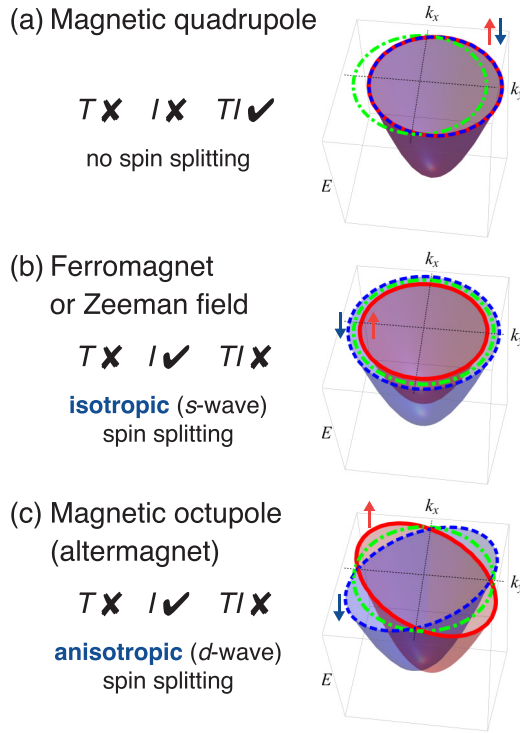 (a) Magnetic quadrupole
T ✘ I ✘ TI ✔
no spin splitting
k_x
k_y
E
(b) Ferromagnet
or Zeeman field
T ✘ I ✔ TI ✘
isotropic (s-wave)
spin splitting
k_x
k_y
E
(c) Magnetic octupole
(altermagnet)
T ✘ I ✔ TI ✘
anisotropic (d-wave)
spin splitting
k_x
k_y
E